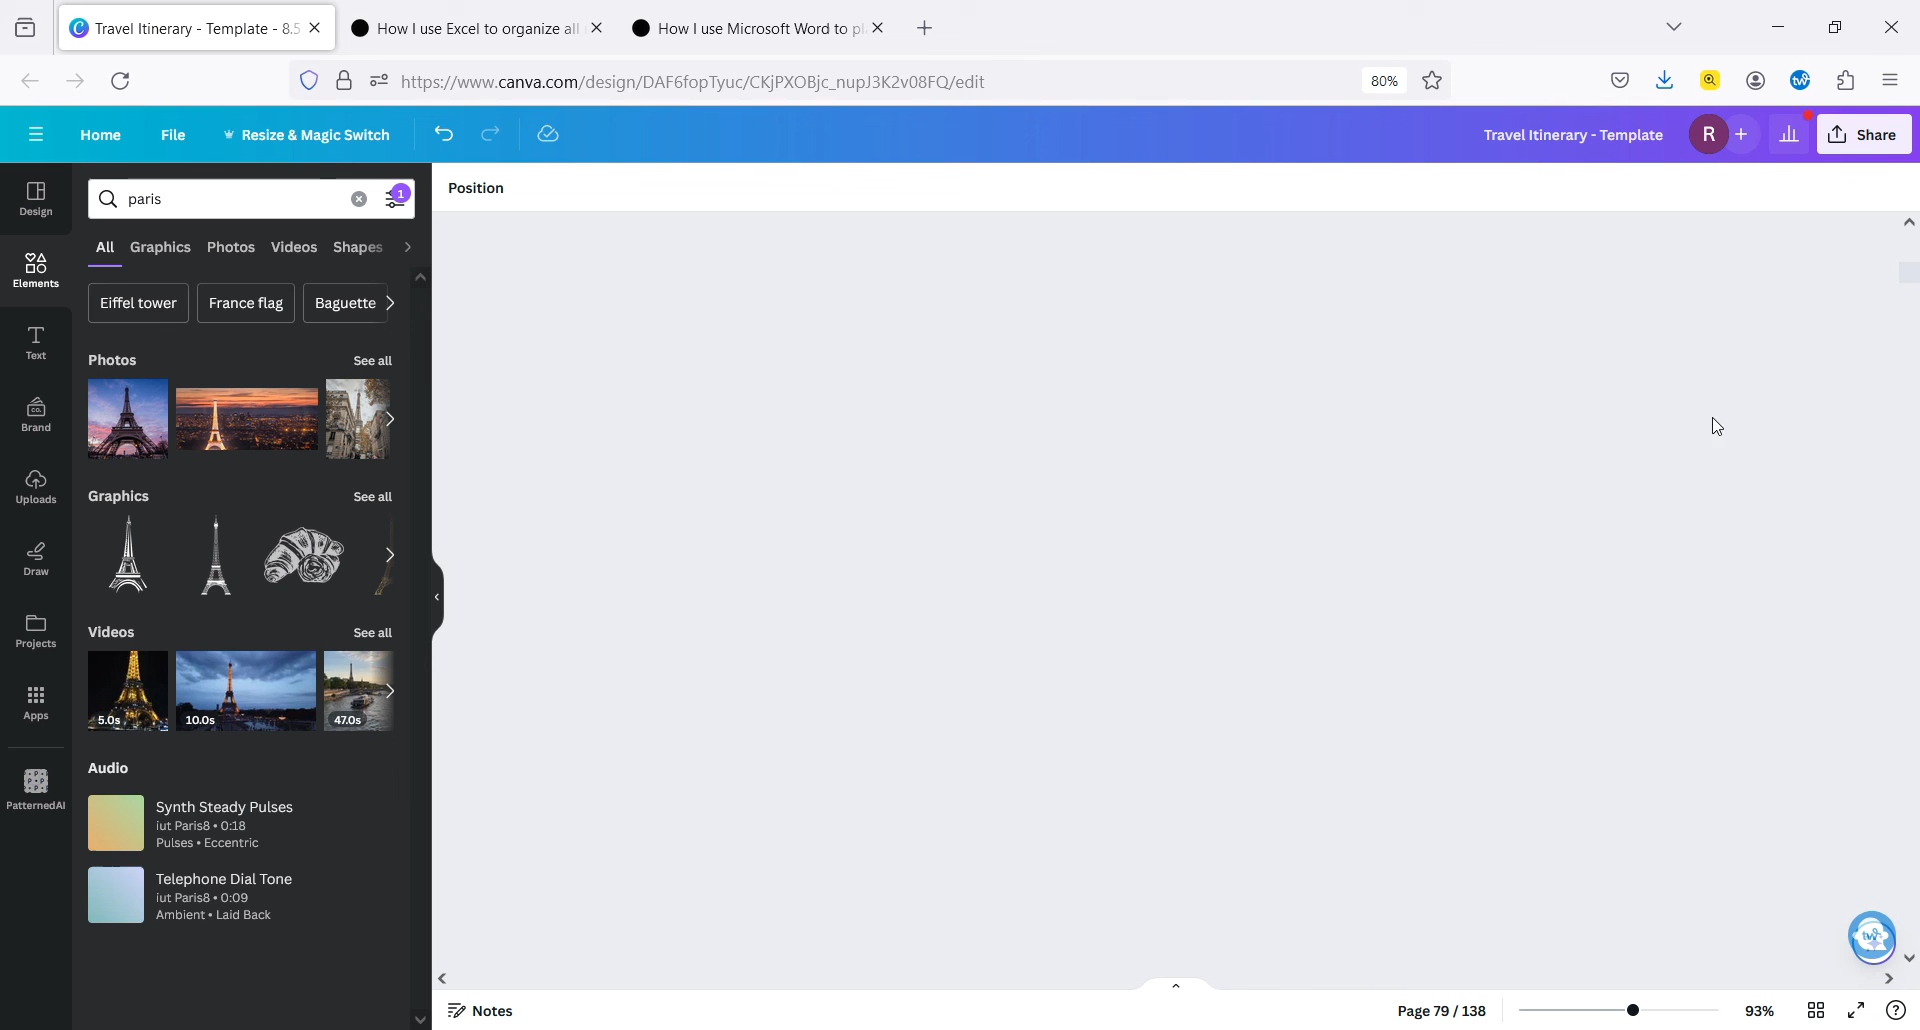 Travel Itinerary - Template - 8.5
How I use Excel to organize all
How I use Microsoft Word to pl
https://www.canva.com/design/DAF6fopTyuc/CKjPXOBjc_nupJ3K2v08FQ/edit
80%
Home
File
Resize & Magic Switch
Travel Itinerary - Template
R
Share
Design
Elements
Text
Brand
Uploads
Draw
Projects
Apps
PatternedAI
paris
1
All
Graphics
Photos
Videos
Shapes
Eiffel tower
France flag
Baguette
Photos
See all
Graphics
See all
Videos
See all
5.0s
10.0s
47.0s
Audio
Synth Steady Pulses
iut Paris8 • 0:18
Pulses • Eccentric
Telephone Dial Tone
iut Paris8 • 0:09
Ambient • Laid Back
Position
Notes
Page 79 / 138
93%